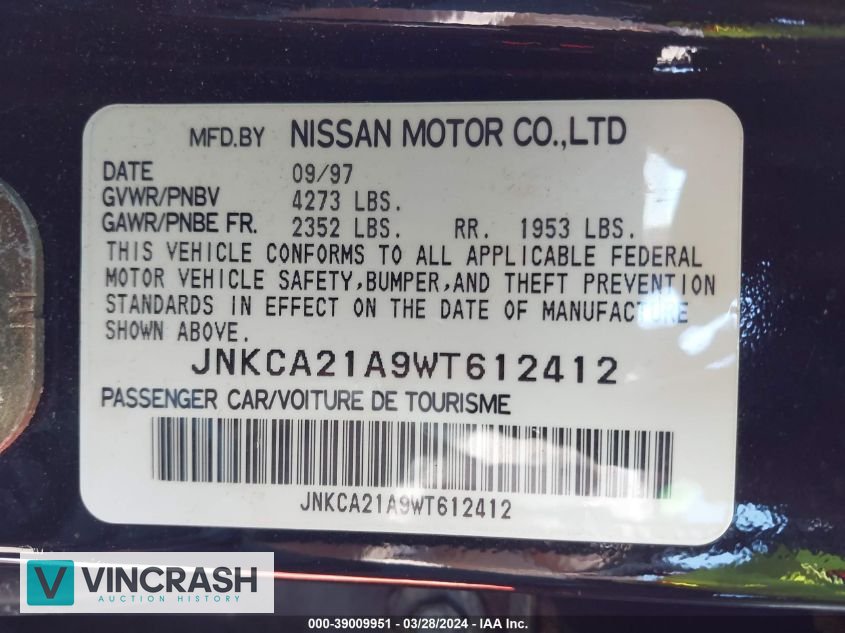 MFD.BY NISSAN MOTOR CO.,LTD
DATE 09/97
GVWR/PNBV 4273 LBS.
GAWR/PNBE FR. 2352 LBS. RR. 1953 LBS.
THIS VEHICLE CONFORMS TO ALL APPLICABLE FEDERAL
MOTOR VEHICLE SAFETY,BUMPER,AND THEFT PREVENTION
STANDARDS IN EFFECT ON THE DATE OF MANUFACTURE
SHOWN ABOVE.
JNKCA21A9WT612412
PASSENGER CAR/VOITURE DE TOURISME
JNKCA21A9WT612412
V VINCRASH
AUCTION HISTORY
000-39009951 - 03/28/2024 - IAA Inc.